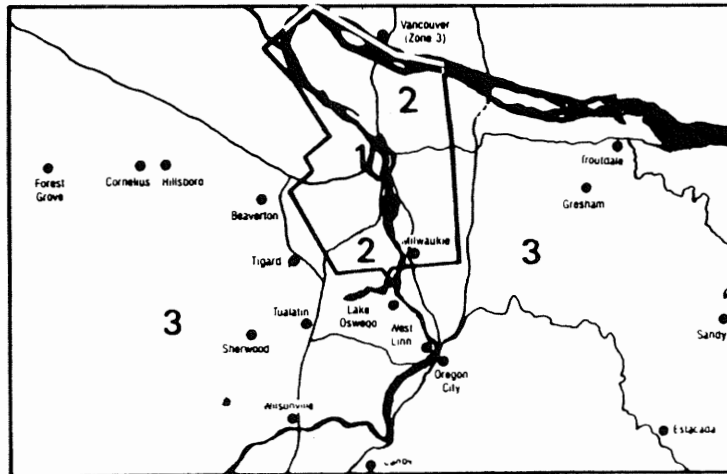 Vancouver
(Zone 3)
2
1
Troutdale
Forest
Grove
Cornelius
Hillsboro
Beaverton
Gresham
Milwaukie
3
2
Tigard
Lake
Oswego
3
Tualatin
Sherwood
West
Linn
Sandy
Oregon
City
Wilsonville
Estacada
Canby